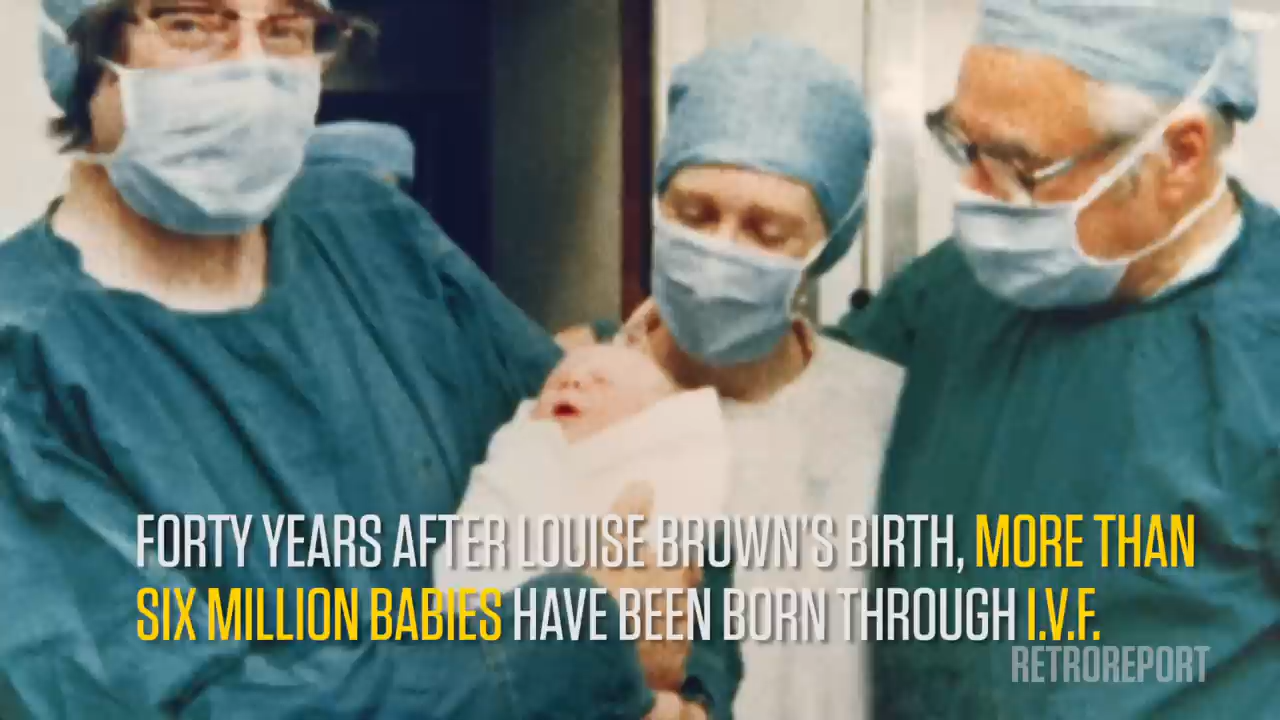 FORTY YEARS AFTER LOUISE BROWN'S BIRTH, MORE THAN
SIX MILLION BABIES HAVE BEEN BORN THROUGH I.V.F.
RETROREPORT